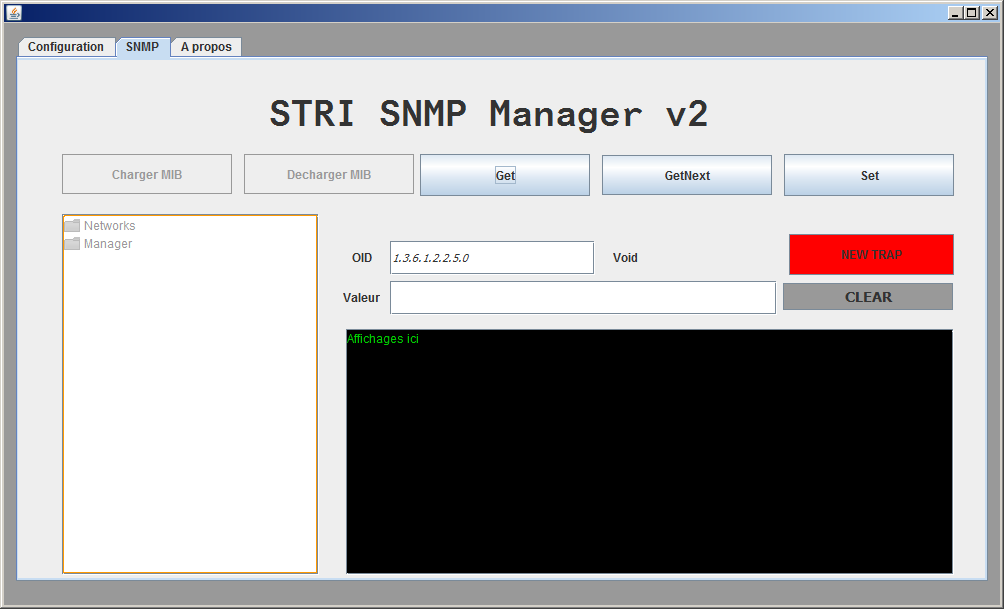 Configuration SNMP A propos
STRI SNMP Manager v2
Charger MIB Decharger MIB Get GetNext Set
Networks
Manager
OID 1.3.6.1.2.2.5.0 Void NEW TRAP
Valeur CLEAR
Affichages ici